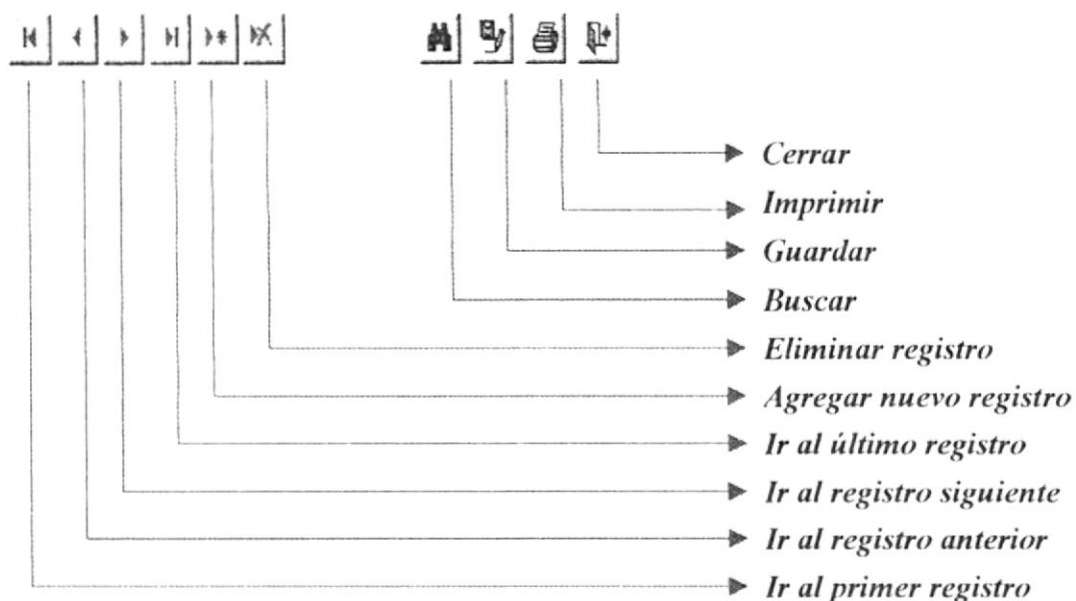 Cerrar
Imprimir
Guardar
Buscar
Eliminar registro
Agregar nuevo registro
Ir al último registro
Ir al registro siguiente
Ir al registro anterior
Ir al primer registro